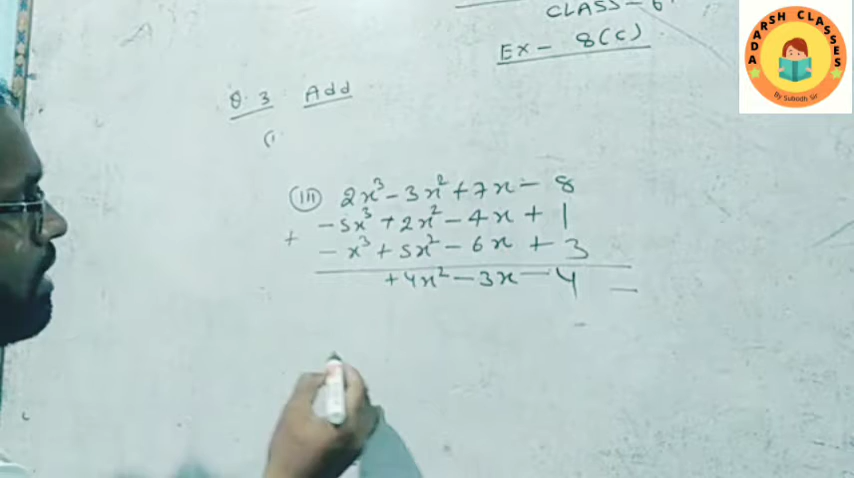 CLASS - 6
Ex - 8(c)
Q. 3 Add
(i
(iii) 2x³ - 3x² + 7x - 8
- 5x³ + 2x² - 4x + 1
+ - x³ + 5x² - 6x + 3
+ 4x² - 3x - 4
ADARSH CLASSES
By Subodh Sir